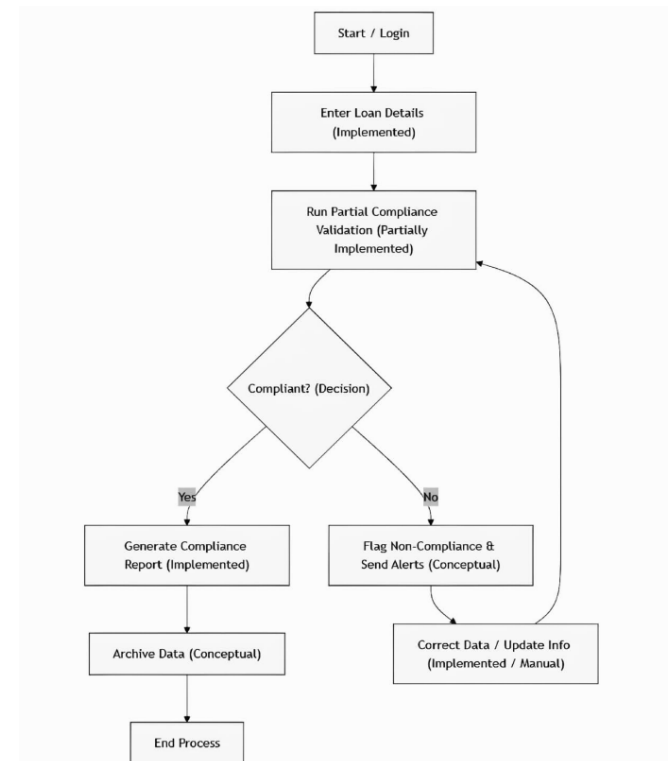 Start / Login
Enter Loan Details
(Implemented)
Run Partial Compliance
Validation (Partially
Implemented)
Compliant? (Decision)
Yes
No
Generate Compliance
Report (Implemented)
Flag Non-Compliance &
Send Alerts (Conceptual)
Archive Data (Conceptual)
Correct Data / Update Info
(Implemented / Manual)
End Process